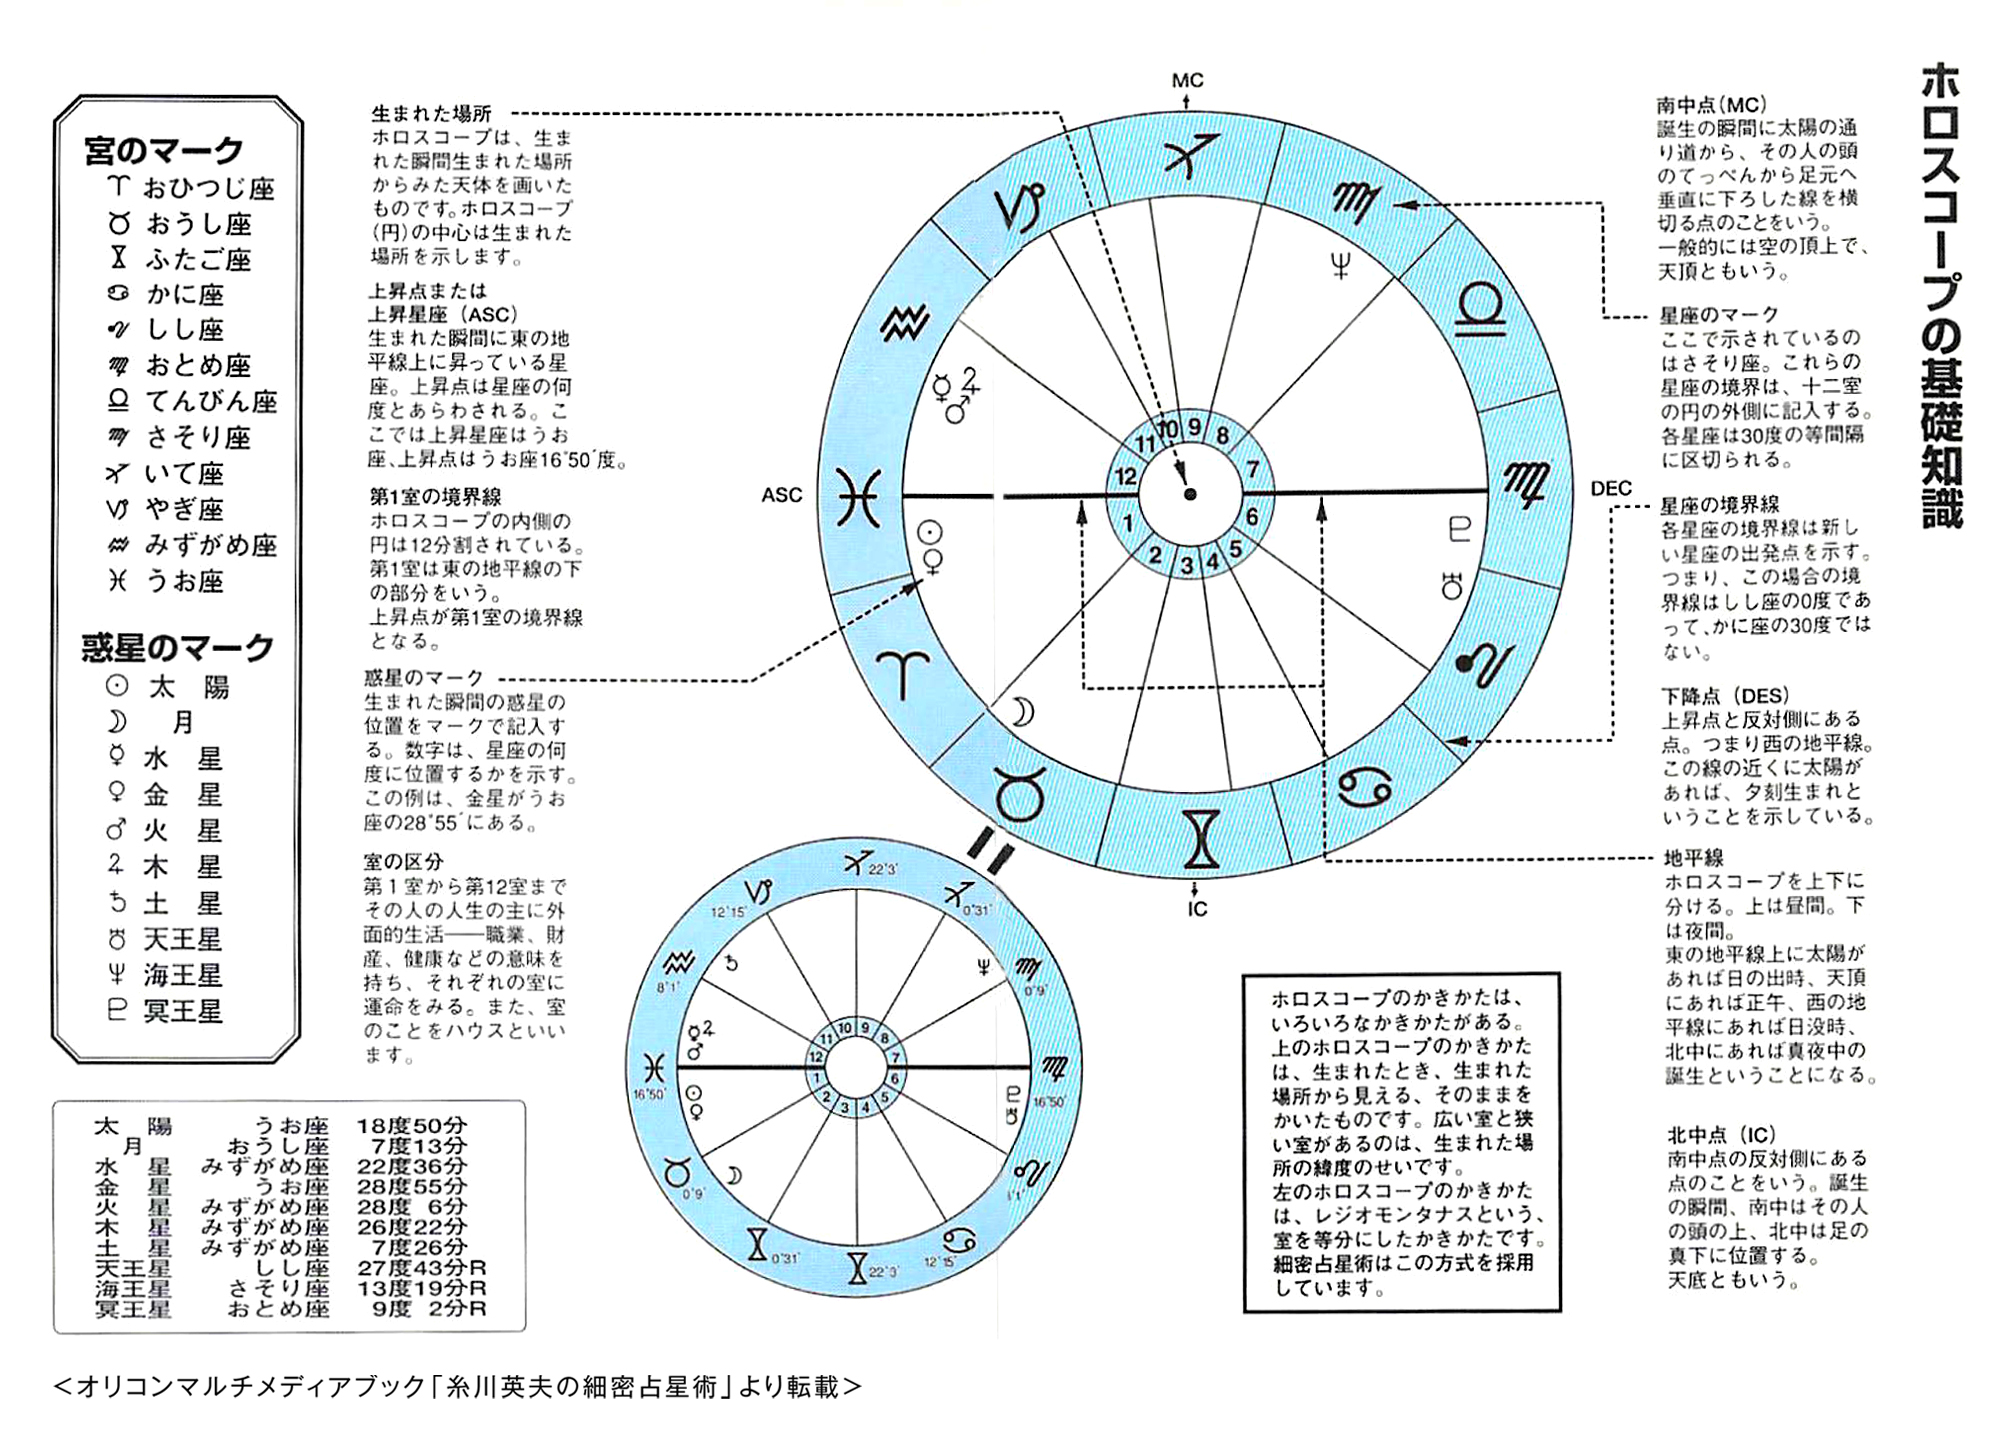 ホロスコープの基礎知識
宮のマーク
♈ おひつじ座
♉ おうし座
♊ ふたご座
♋ かに座
♌ しし座
♍ おとめ座
♎ てんびん座
♏ さそり座
♐ いて座
♑ やぎ座
♒ みずがめ座
♓ うお座
惑星のマーク
☉ 太 陽
☽ 月
☿ 水 星
♀ 金 星
♂ 火 星
♃ 木 星
♄ 土 星
♅ 天王星
♆ 海王星
♇ 冥王星
生まれた場所
ホロスコープは、生ま
れた瞬間生まれた場所
からみた天体を画いた
ものです。ホロスコープ
(円)の中心は生まれた
場所を示します。
上昇点または
上昇星座（ASC）
生まれた瞬間に東の地
平線上に昇っている星
座。上昇点は星座の何
度とあらわされる。こ
こでは上昇星座はうお
座、上昇点はうお座16°50′度。
第1室の境界線
ホロスコープの内側の
円は12分割されている。
第1室は東の地平線の下
の部分をいう。
上昇点が第1室の境界線
となる。
惑星のマーク
生まれた瞬間の惑星の
位置をマークで記入す
る。数字は、星座の何
度に位置するかを示す。
この例は、金星がうお
座の28°55′にある。
室の区分
第1室から第12室まで
その人の人生の主に外
面的生活――職業、財
産、健康などの意味を
持ち、それぞれの室に
運命をみる。また、室
のことをハウスといい
ます。
MC
ASC
DEC
IC
1
2
3
4
5
6
7
8
9
10
11
12
22°3′
0°31′
0°9′
16°50′
1°1′
12°15′
22°3′
0°31′
0°9′
16°50′
8°1′
12°15′
1
2
3
4
5
6
7
8
9
10
11
12
南中点(MC)
誕生の瞬間に太陽の通
り道から、その人の頭
のてっぺんから足元へ
垂直に下ろした線を横
切る点のことをいう。
一般的には空の頂上で、
天頂ともいう。
星座のマーク
ここで示されているの
はさそり座。これらの
星座の境界は、十二室
の円の外側に記入する。
各星座は30度の等間隔
に区切られる。
星座の境界線
各星座の境界線は新し
い星座の出発点を示す。
つまり、この場合の境
界線はしし座の0度であ
って、かに座の30度では
ない。
下降点（DES）
上昇点と反対側にある
点。つまり西の地平線。
この線の近くに太陽が
あれば、夕刻生まれと
いうことを示している。
地平線
ホロスコープを上下に
分ける。上は昼間。下
は夜間。
東の地平線上に太陽が
あれば日の出時、天頂
にあれば正午、西の地
平線にあれば日没時、
北中にあれば真夜中の
誕生ということになる。
北中点（IC）
南中点の反対側にある
点のことをいう。誕生
の瞬間、南中はその人
の頭の上、北中は足の
真下に位置する。
天底ともいう。
ホロスコープのかきかたは、
いろいろなかきかたがある。
上のホロスコープのかきかた
は、生まれたとき、生まれた
場所から見える、そのままを
かいたものです。広い室と狭
い室があるのは、生まれた場
所の緯度のせいです。
左のホロスコープのかきかた
は、レジオモンタナスという、
室を等分にしたかきかたです。
細密占星術はこの方式を採用
しています。
太 陽 うお座 18度50分
月 おうし座 7度13分
水 星 みずがめ座 22度36分
金 星 うお座 28度55分
火 星 みずがめ座 28度 6分
木 星 みずがめ座 26度22分
土 星 みずがめ座 7度26分
天王星 しし座 27度43分R
海王星 さそり座 13度19分R
冥王星 おとめ座 9度 2分R
＜オリコンマルチメディアブック「糸川英夫の細密占星術」より転載＞